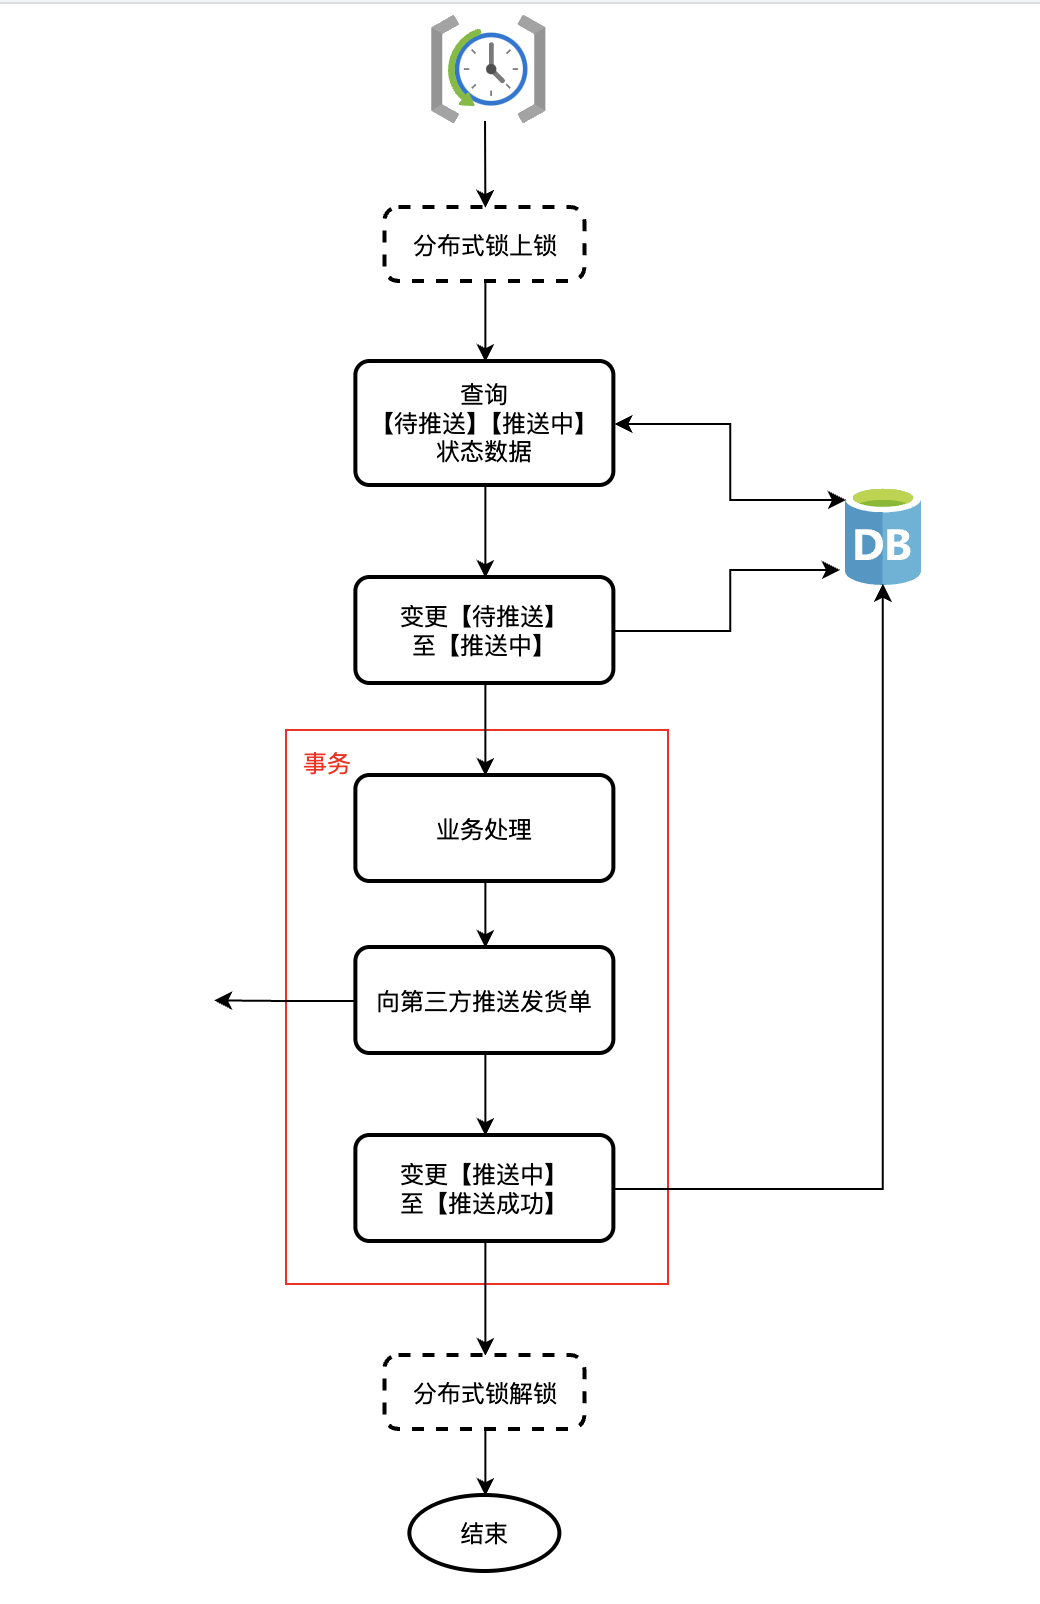 分布式锁上锁
查询
【待推送】【推送中】
状态数据
DB
变更【待推送】
至【推送中】
事务
业务处理
向第三方推送发货单
变更【推送中】
至【推送成功】
分布式锁解锁
结束